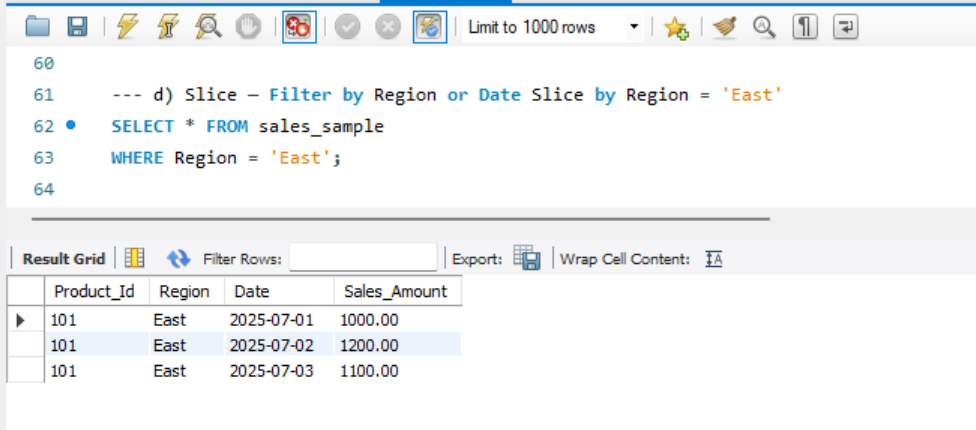 Limit to 1000 rows
60
61 --- d) Slice – Filter by Region or Date Slice by Region = 'East'
62 SELECT * FROM sales_sample
63 WHERE Region = 'East';
64
Result Grid Filter Rows: Export: Wrap Cell Content:
Product_Id Region Date Sales_Amount
101 East 2025-07-01 1000.00
101 East 2025-07-02 1200.00
101 East 2025-07-03 1100.00